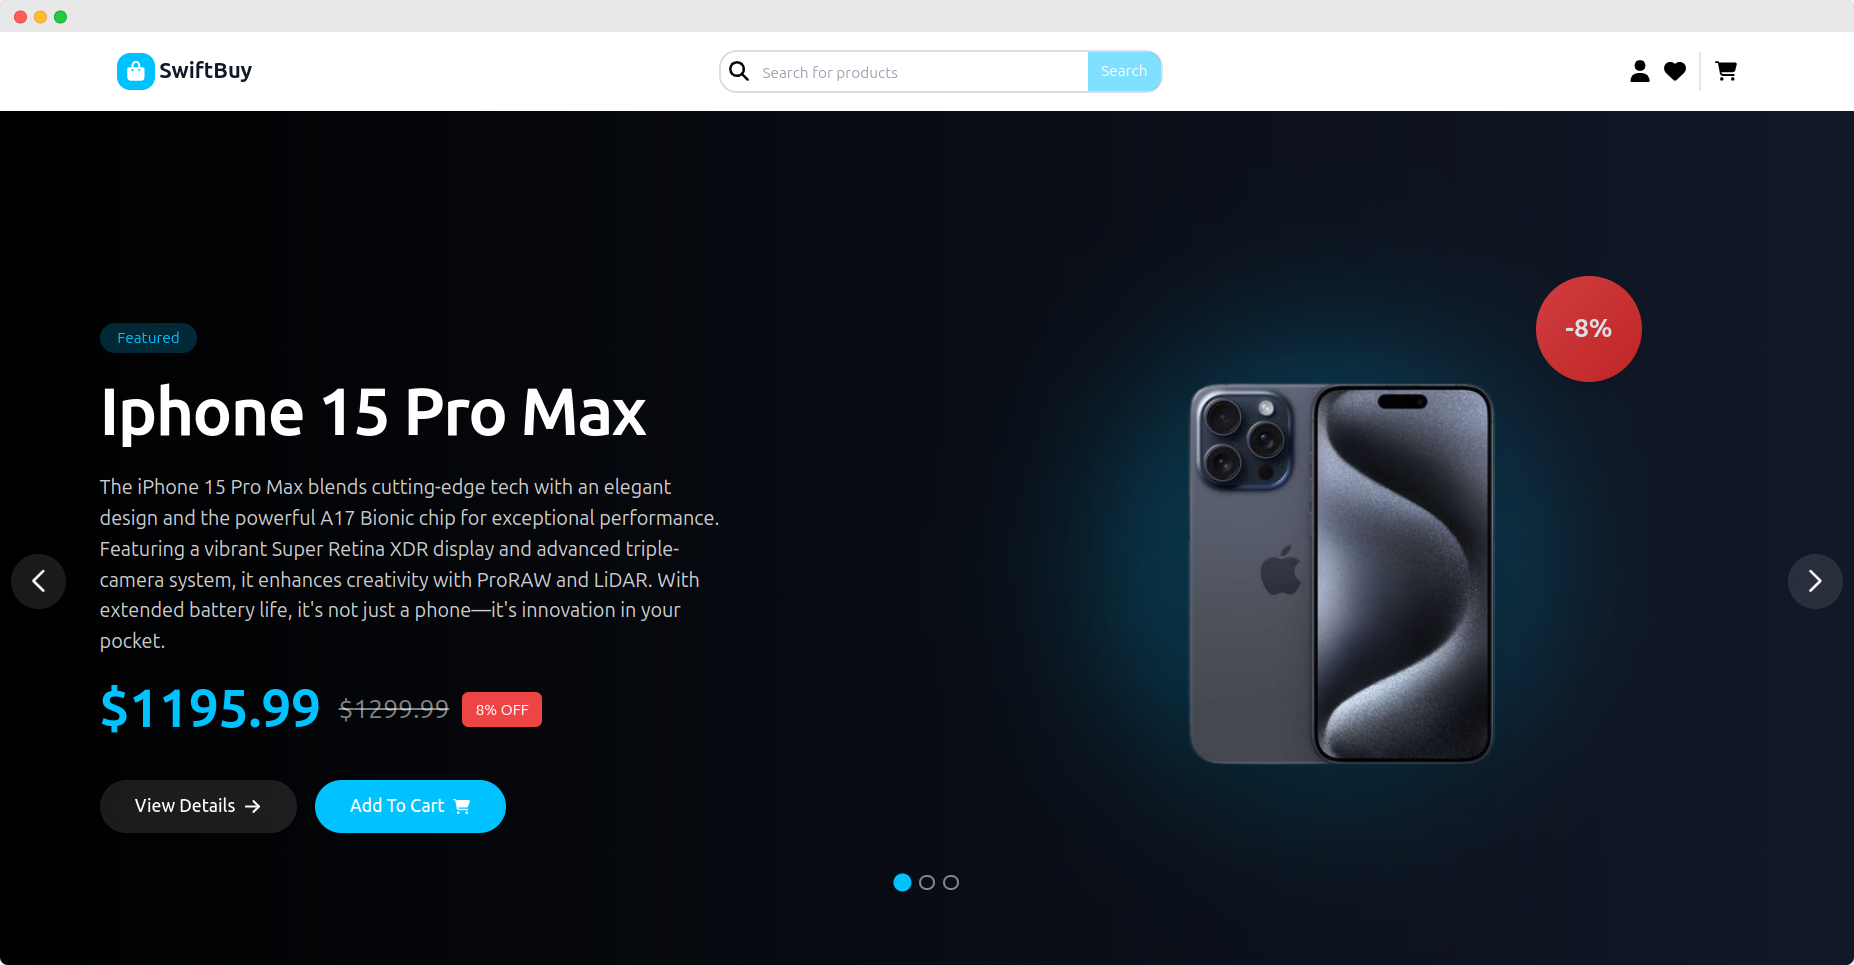 SwiftBuy
Search for products
Search
Featured
-8%
Iphone 15 Pro Max
The iPhone 15 Pro Max blends cutting-edge tech with an elegant
design and the powerful A17 Bionic chip for exceptional performance.
Featuring a vibrant Super Retina XDR display and advanced triple-
camera system, it enhances creativity with ProRAW and LiDAR. With
extended battery life, it's not just a phone—it's innovation in your
pocket.
$1195.99 $1299.99 8% OFF
View Details
Add To Cart